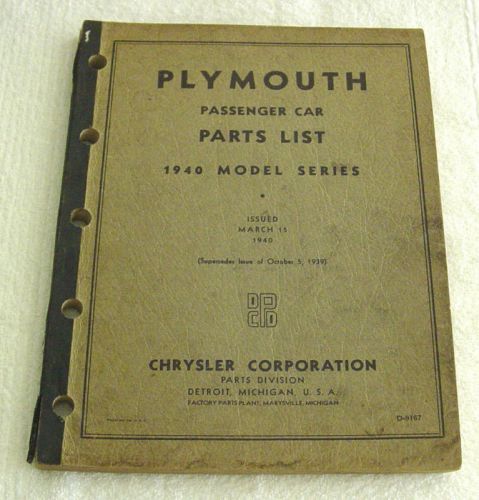 PLYMOUTH
PASSENGER CAR
PARTS LIST
1940 MODEL SERIES
ISSUED
MARCH 15
1940
(Supersedes Issue of October 5, 1939)
DPCD
CHRYSLER CORPORATION
PARTS DIVISION
DETROIT, MICHIGAN, U. S. A.
FACTORY PARTS PLANT, MARYSVILLE, MICHIGAN
D-9167